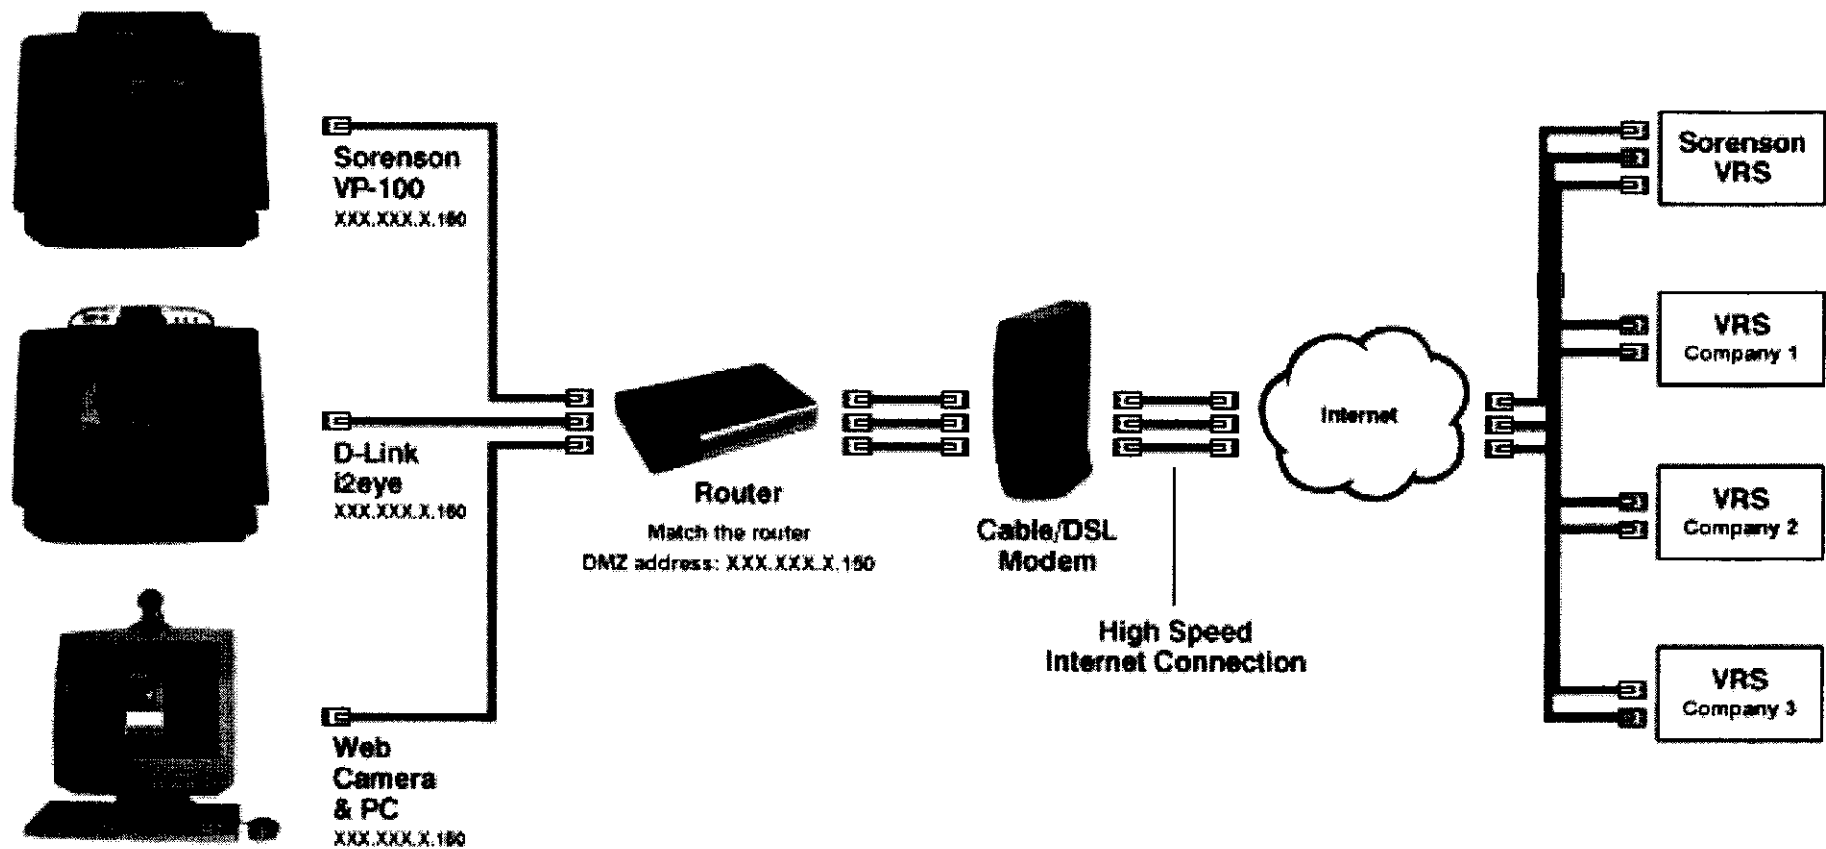 Sorenson
VP-100
XXX.XXX.X.150
D-Link
i2eye
XXX.XXX.X.150
Web
Camera
& PC
XXX.XXX.X.150
Router
Match the router
DMZ address: XXX.XXX.X.150
Cable/DSL
Modem
High Speed
Internet Connection
Internet
Sorenson
VRS
VRS
Company 1
VRS
Company 2
VRS
Company 3